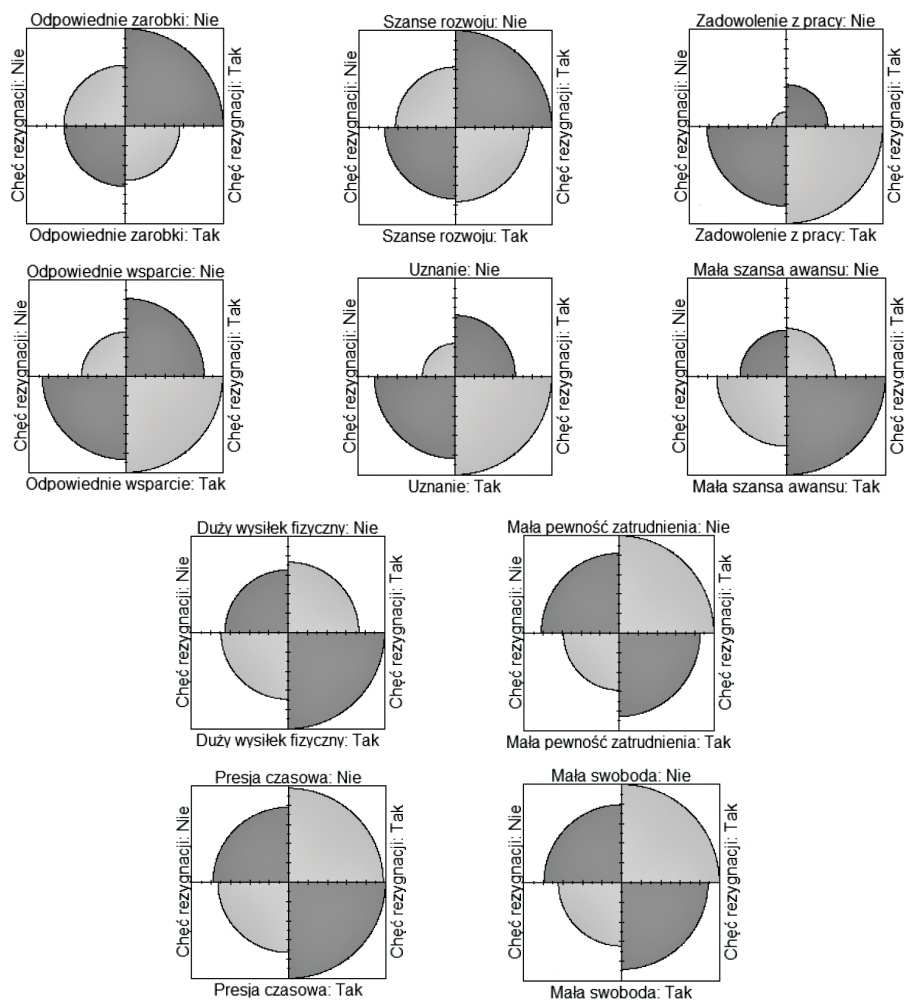 Odpowiednie zarobki: Nie
Chęć rezygnacji: Nie
Chęć rezygnacji: Tak
Odpowiednie zarobki: Tak
Szanse rozwoju: Nie
Chęć rezygnacji: Nie
Chęć rezygnacji: Tak
Szanse rozwoju: Tak
Zadowolenie z pracy: Nie
Chęć rezygnacji: Nie
Chęć rezygnacji: Tak
Zadowolenie z pracy: Tak
Odpowiednie wsparcie: Nie
Chęć rezygnacji: Nie
Chęć rezygnacji: Tak
Odpowiednie wsparcie: Tak
Uznanie: Nie
Chęć rezygnacji: Nie
Chęć rezygnacji: Tak
Uznanie: Tak
Mała szansa awansu: Nie
Chęć rezygnacji: Nie
Chęć rezygnacji: Tak
Mała szansa awansu: Tak
Duży wysiłek fizyczny: Nie
Chęć rezygnacji: Nie
Chęć rezygnacji: Tak
Duży wysiłek fizyczny: Tak
Mała pewność zatrudnienia: Nie
Chęć rezygnacji: Nie
Chęć rezygnacji: Tak
Mała pewność zatrudnienia: Tak
Presja czasowa: Nie
Chęć rezygnacji: Nie
Chęć rezygnacji: Tak
Presja czasowa: Tak
Mała swoboda: Nie
Chęć rezygnacji: Nie
Chęć rezygnacji: Tak
Mała swoboda: Tak